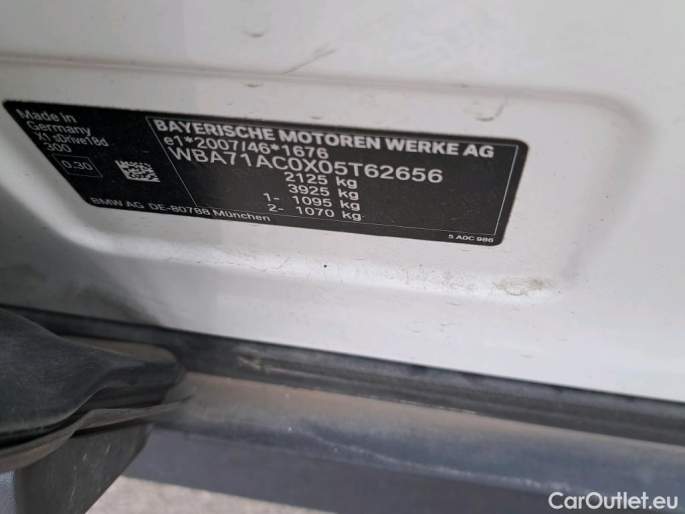 Made in
Germany
X1 sDrive18d
300
0.30
BAYERISCHE MOTOREN WERKE AG
e1*2007/46*1676
WBA71AC0X05T62656
2125 kg
3925 kg
1- 1095 kg
2- 1070 kg
BMW AG DE-80788 München
5 A0C 986
CarOutlet.eu